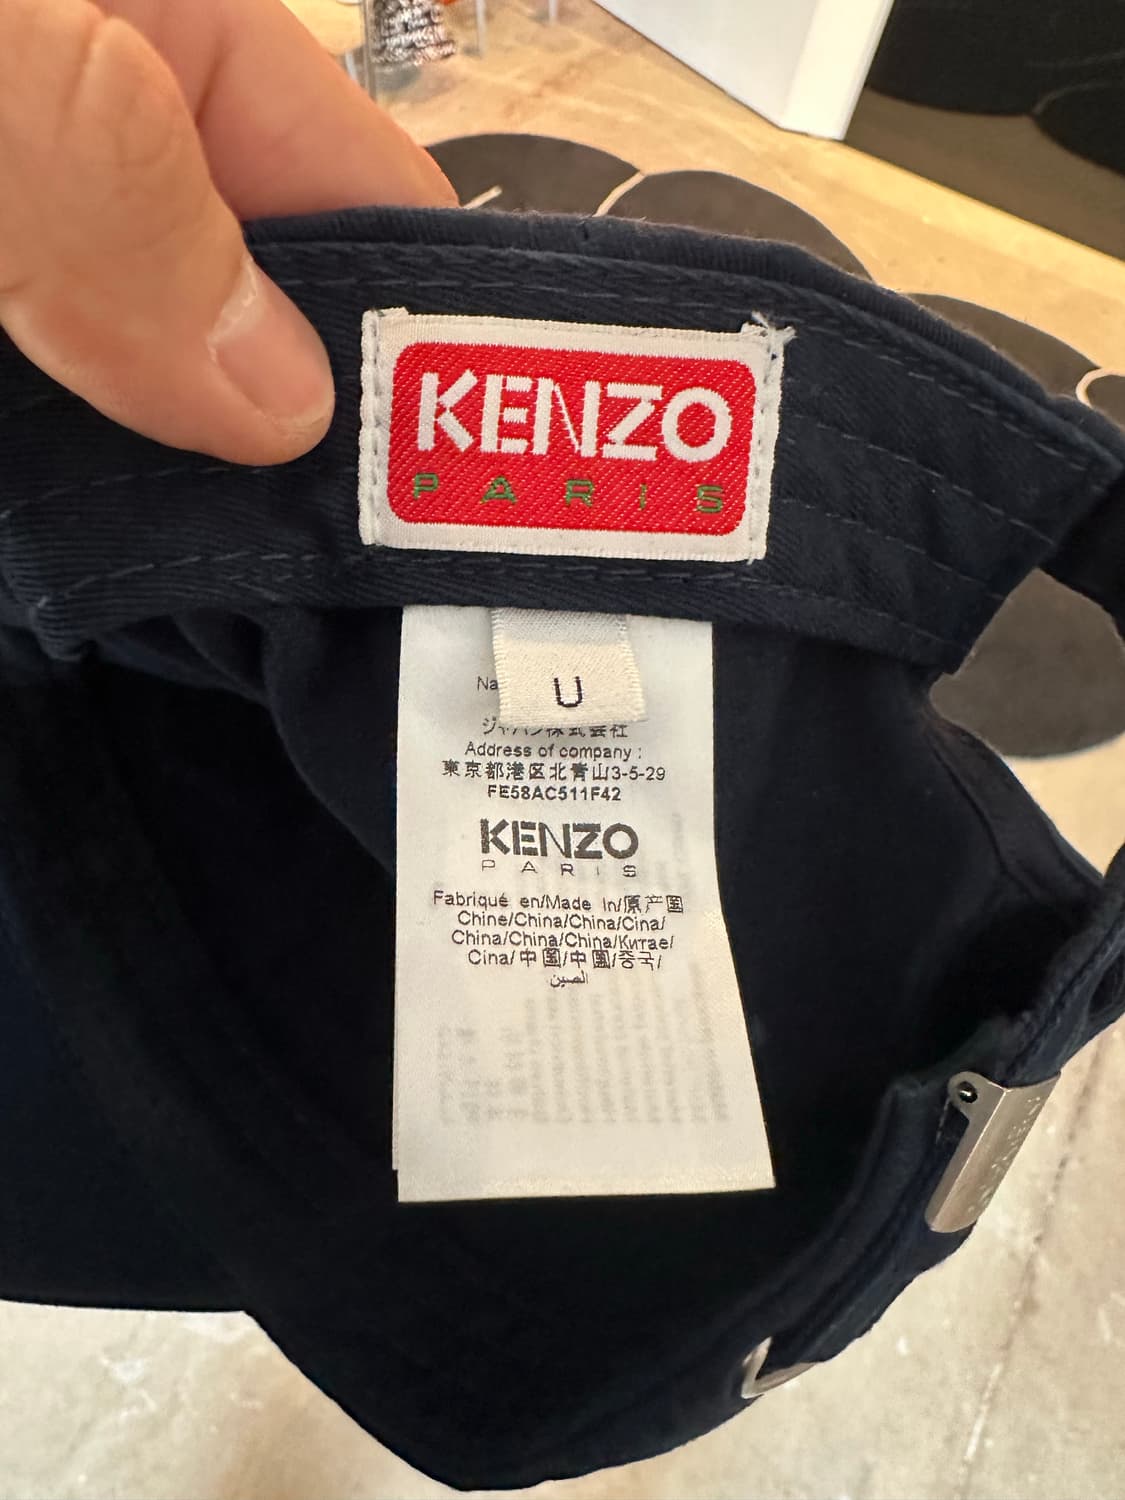 KENZO
PARIS
U
Na
ジャパン株式会社
Address of company :
東京都港区北青山3-5-29
FE58AC511F42
KENZO
PARIS
Fabriqué en/Made In/原产国
Chine/China/China/Cina/
China/China/China/Китае/
Cina/中国/中國/중국/
الصين